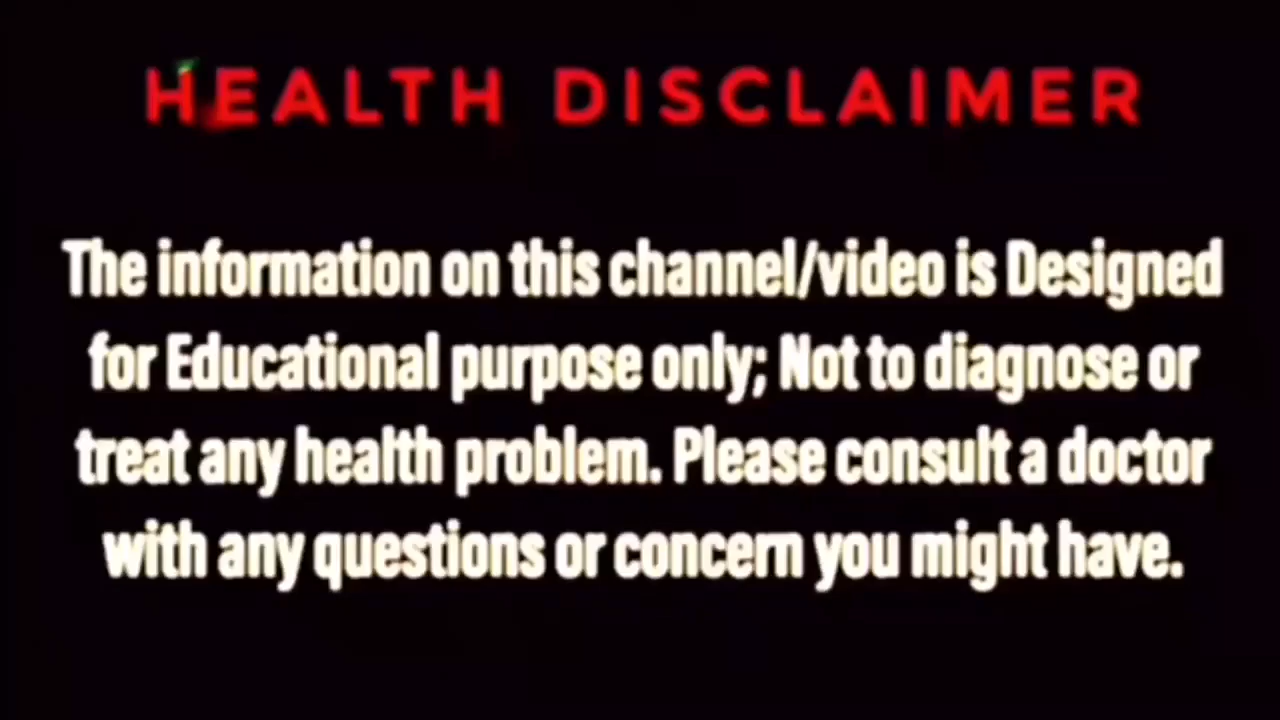 HEALTH DISCLAIMER
The information on this channel/video is Designed
for Educational purpose only; Not to diagnose or
treat any health problem. Please consult a doctor
with any questions or concern you might have.